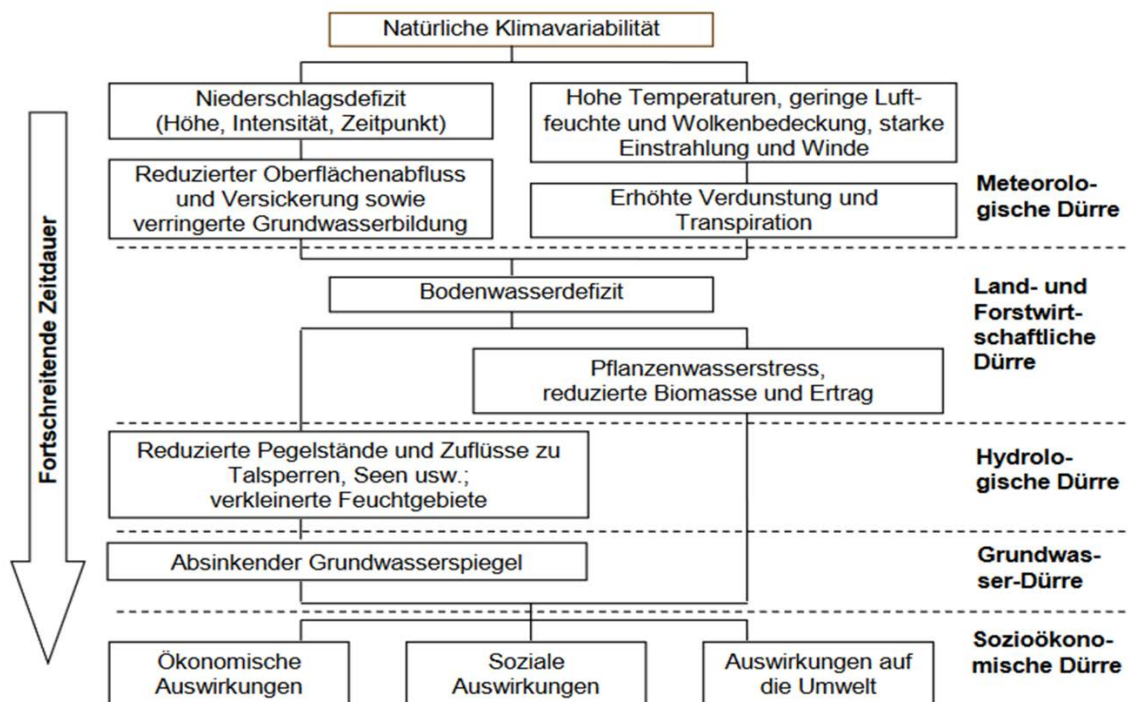 Natürliche Klimavariabilität
Niederschlagsdefizit
(Höhe, Intensität, Zeitpunkt)
Hohe Temperaturen, geringe Luft-
feuchte und Wolkenbedeckung, starke
Einstrahlung und Winde
Reduzierter Oberflächenabfluss
und Versickerung sowie
verringerte Grundwasserbildung
Erhöhte Verdunstung und
Transpiration
Meteorolo-
gische Dürre
Fortschreitende Zeitdauer
Bodenwasserdefizit
Pflanzenwasserstress,
reduzierte Biomasse und Ertrag
Land- und
Forstwirt-
schaftliche
Dürre
Reduzierte Pegelstände und Zuflüsse zu
Talsperren, Seen usw.;
verkleinerte Feuchtgebiete
Hydrolo-
gische Dürre
Absinkender Grundwasserspiegel
Grundwas-
ser-Dürre
Ökonomische
Auswirkungen
Soziale
Auswirkungen
Auswirkungen auf
die Umwelt
Sozioökono-
mische Dürre